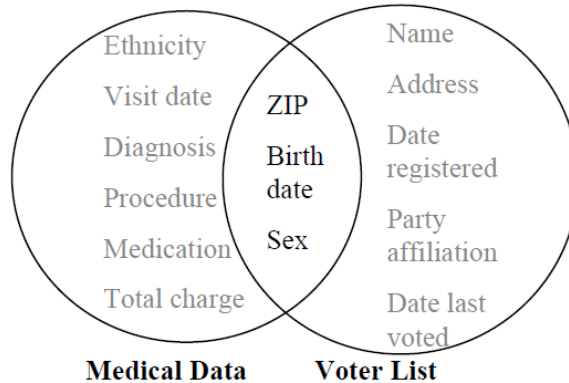 Ethnicity
Visit date
Diagnosis
Procedure
Medication
Total charge
ZIP
Birth
date
Sex
Name
Address
Date
registered
Party
affiliation
Date last
voted
Medical Data
Voter List